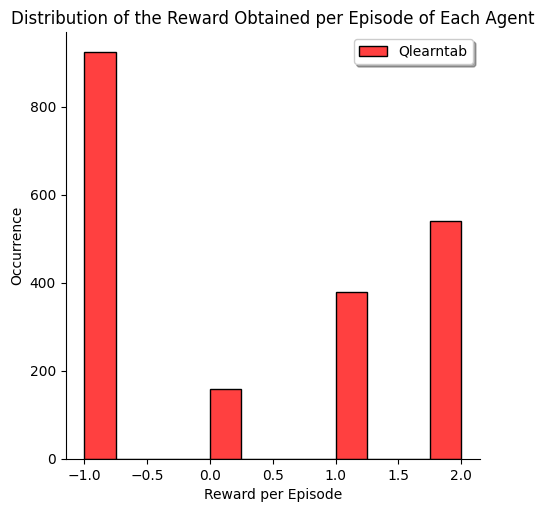 Distribution of the Reward Obtained per Episode of Each Agent
Qlearntab
800
600
400
200
0
Occurrence
−1.0 −0.5 0.0 0.5 1.0 1.5 2.0
Reward per Episode